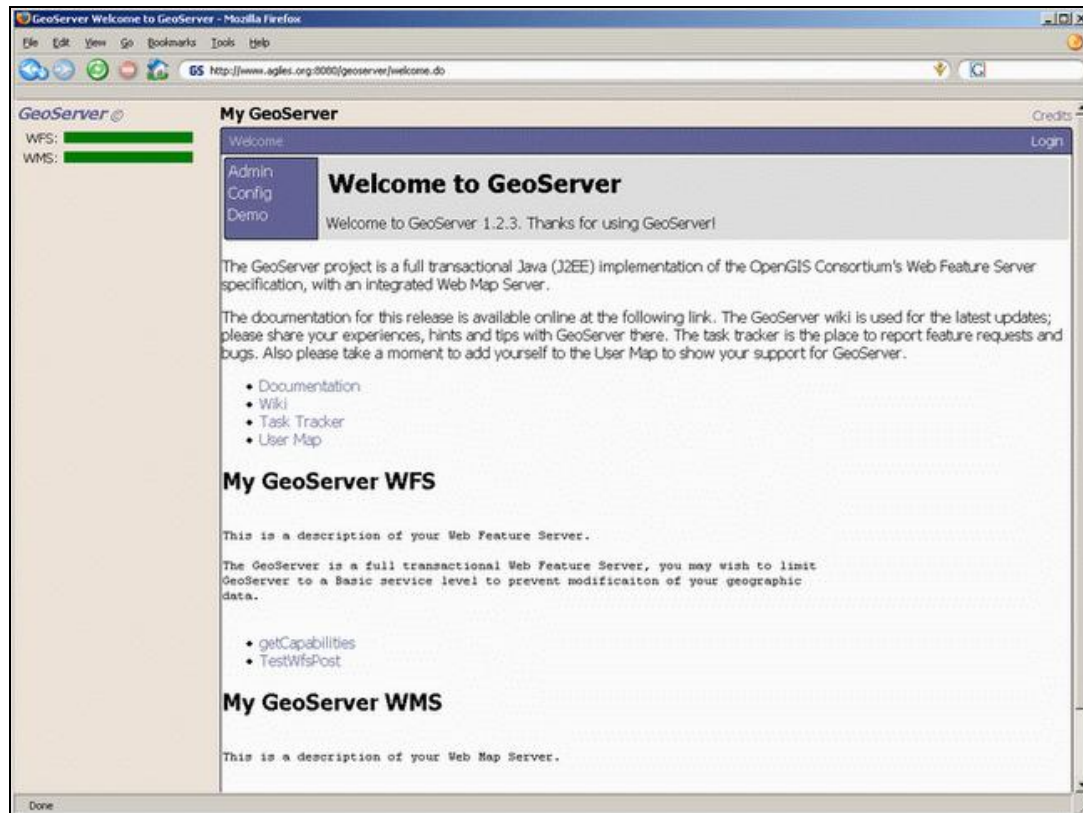 GeoServer Welcome to GeoServer - Mozilla Firefox
File Edit View Go Bookmarks Tools Help
GS http://www.agiles.org:8080/geoserver/welcome.do
G
GeoServer ©
WFS:
WMS:
My GeoServer
Credits
Welcome
Login
Admin
Config
Demo
Welcome to GeoServer
Welcome to GeoServer 1.2.3. Thanks for using GeoServer!
The GeoServer project is a full transactional Java (J2EE) implementation of the OpenGIS Consortium's Web Feature Server
specification, with an integrated Web Map Server.
The documentation for this release is available online at the following link. The GeoServer wiki is used for the latest updates;
please share your experiences, hints and tips with GeoServer there. The task tracker is the place to report feature requests and
bugs. Also please take a moment to add yourself to the User Map to show your support for GeoServer.
• Documentation
• Wiki
• Task Tracker
• User Map
My GeoServer WFS
This is a description of your Web Feature Server.
The GeoServer is a full transactional Web Feature Server, you may wish to limit
GeoServer to a Basic service level to prevent modificaiton of your geographic
data.
• getCapabilities
• TestWfsPost
My GeoServer WMS
This is a description of your Web Map Server.
Done